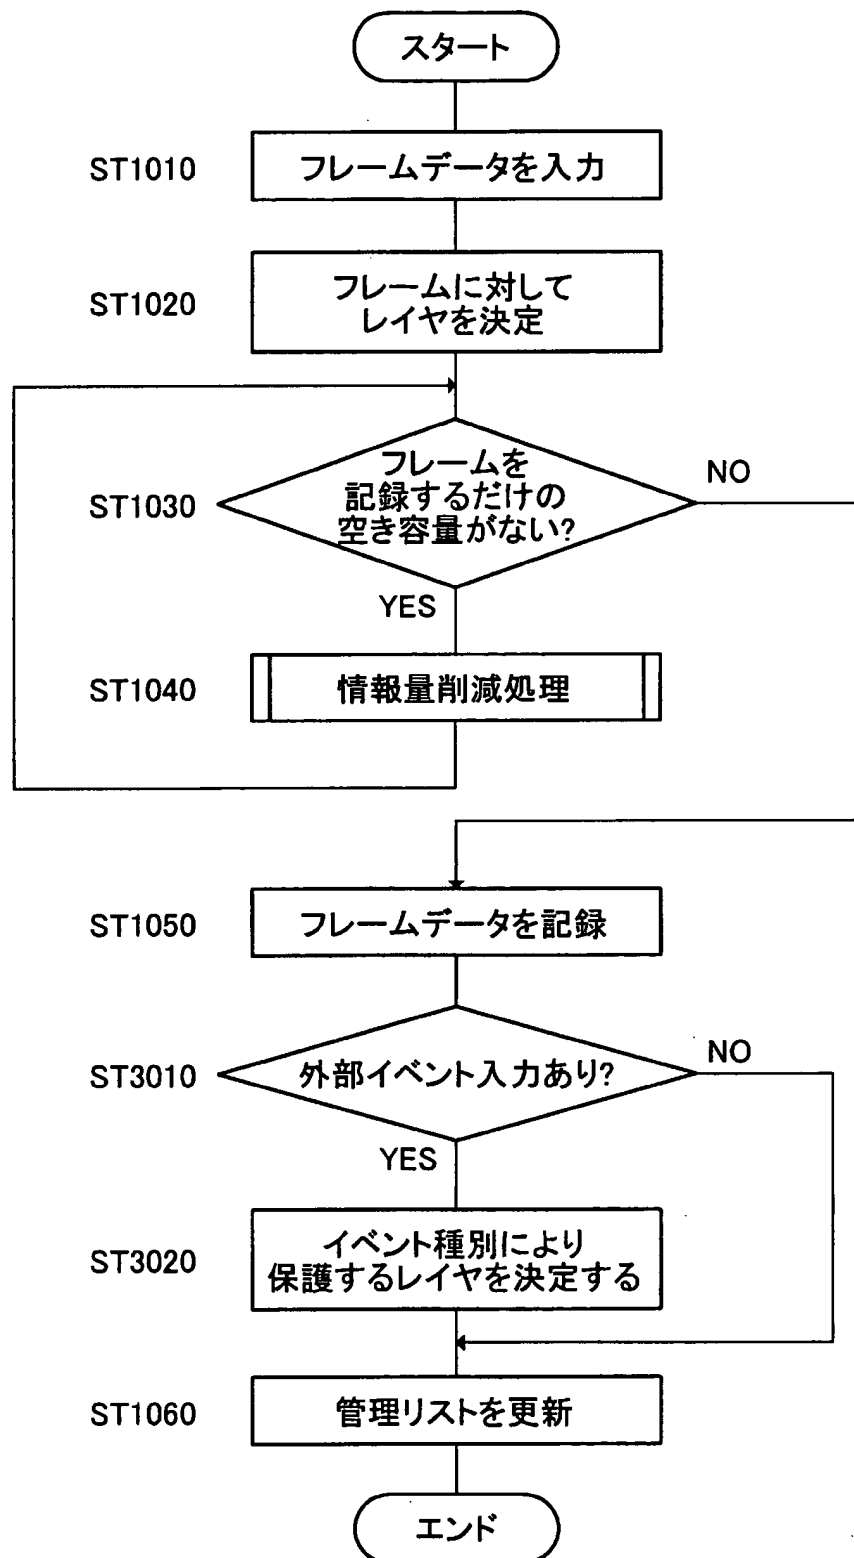 スタート
ST1010
フレームデータを入力
ST1020
フレームに対して
レイヤを決定
ST1030
フレームを
記録するだけの
空き容量がない?
NO
YES
ST1040
情報量削減処理
ST1050
フレームデータを記録
ST3010
外部イベント入力あり?
NO
YES
ST3020
イベント種別により
保護するレイヤを決定する
ST1060
管理リストを更新
エンド